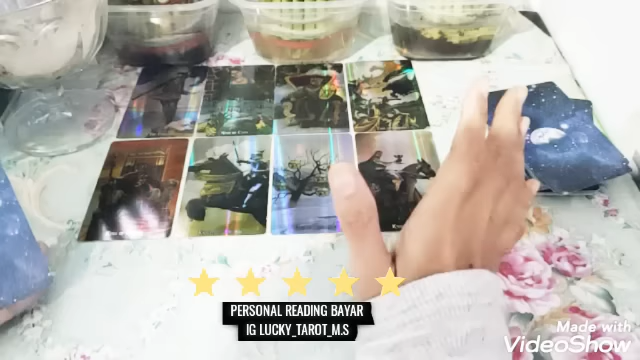 PERSONAL READING BAYAR
IG LUCKY_TAROT_M.S
Made with
VideoShow